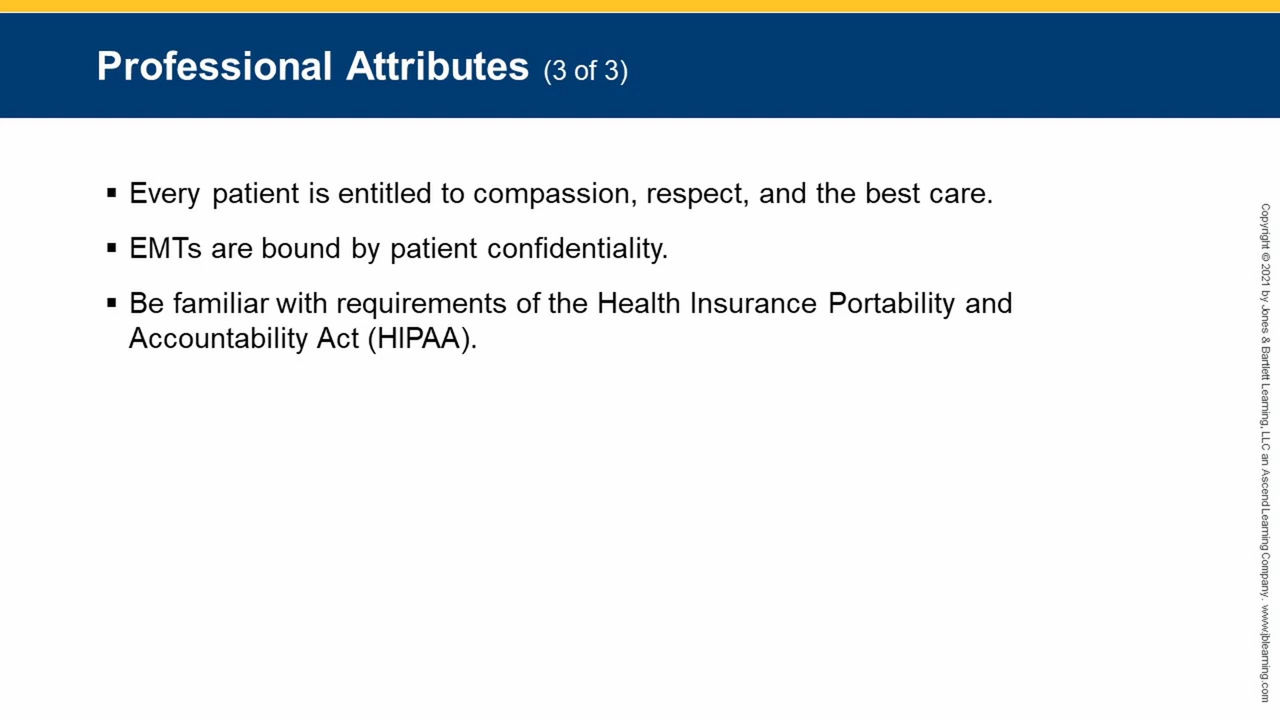 Professional Attributes (3 of 3)
▪ Every patient is entitled to compassion, respect, and the best care.
▪ EMTs are bound by patient confidentiality.
▪ Be familiar with requirements of the Health Insurance Portability and
Accountability Act (HIPAA).
Copyright © 2021 by Jones & Bartlett Learning, LLC an Ascend Learning Company. www.jblearning.com